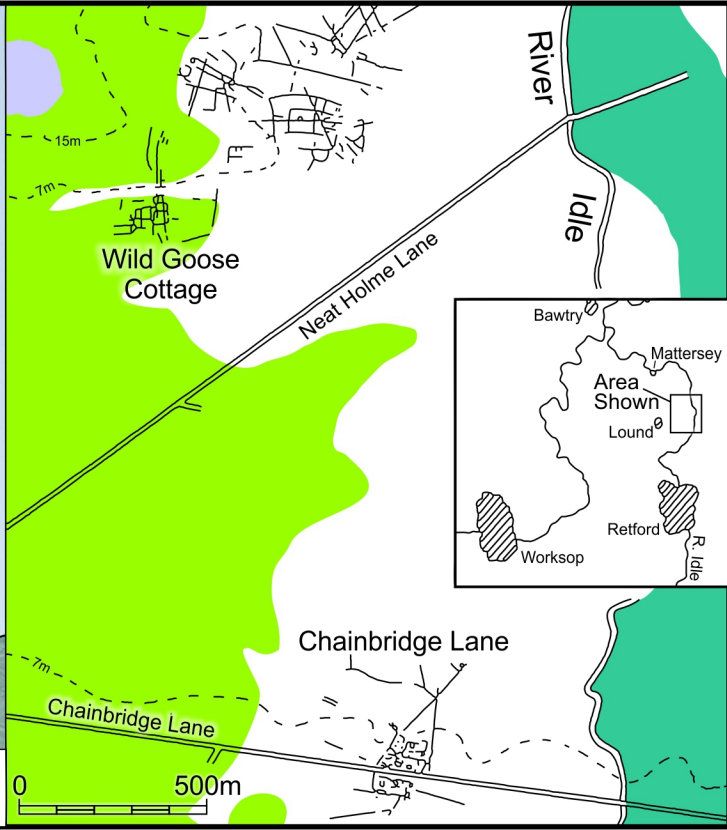 River
15m
7m
Idle
Wild Goose
Cottage
Neat Holme Lane
Bawtry
Mattersey
Area
Shown
Lound
Retford
R. Idle
Worksop
Chainbridge Lane
7m
Chainbridge Lane
0 500m